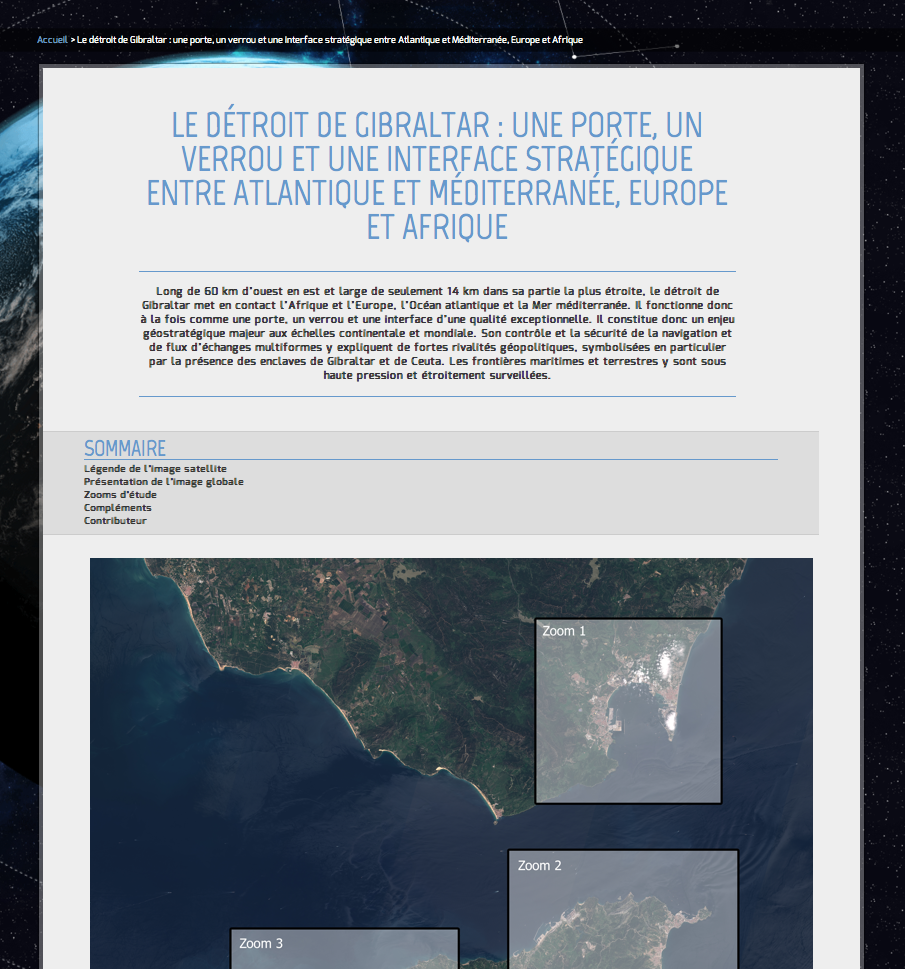 Accueil > Le détroit de Gibraltar : une porte, un verrou et une interface stratégique entre Atlantique et Méditerranée, Europe et Afrique
LE DÉTROIT DE GIBRALTAR : UNE PORTE, UN
VERROU ET UNE INTERFACE STRATÉGIQUE
ENTRE ATLANTIQUE ET MÉDITERRANÉE, EUROPE
ET AFRIQUE
Long de 60 km d'ouest en est et large de seulement 14 km dans sa partie la plus étroite, le détroit de
Gibraltar met en contact l'Afrique et l'Europe, l'Océan atlantique et la Mer méditerranée. Il fonctionne donc
à la fois comme une porte, un verrou et une interface d'une qualité exceptionnelle. Il constitue donc un enjeu
géostratégique majeur aux échelles continentale et mondiale. Son contrôle et la sécurité de la navigation et
de flux d'échanges multiformes y expliquent de fortes rivalités géopolitiques, symbolisées en particulier
par la présence des enclaves de Gibraltar et de Ceuta. Les frontières maritimes et terrestres y sont sous
haute pression et étroitement surveillées.
SOMMAIRE
Légende de l'image satellite
Présentation de l'image globale
Zooms d'étude
Compléments
Contributeur
Zoom 1
Zoom 2
Zoom 3